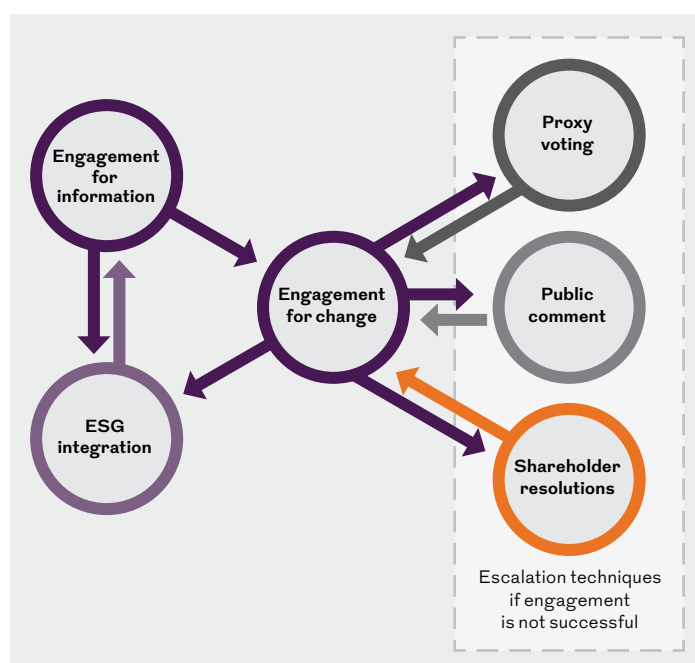 Engagement
for
information
Proxy
voting
Engagement
for change
Public
comment
ESG
integration
Shareholder
resolutions
Escalation techniques
if engagement
is not successful